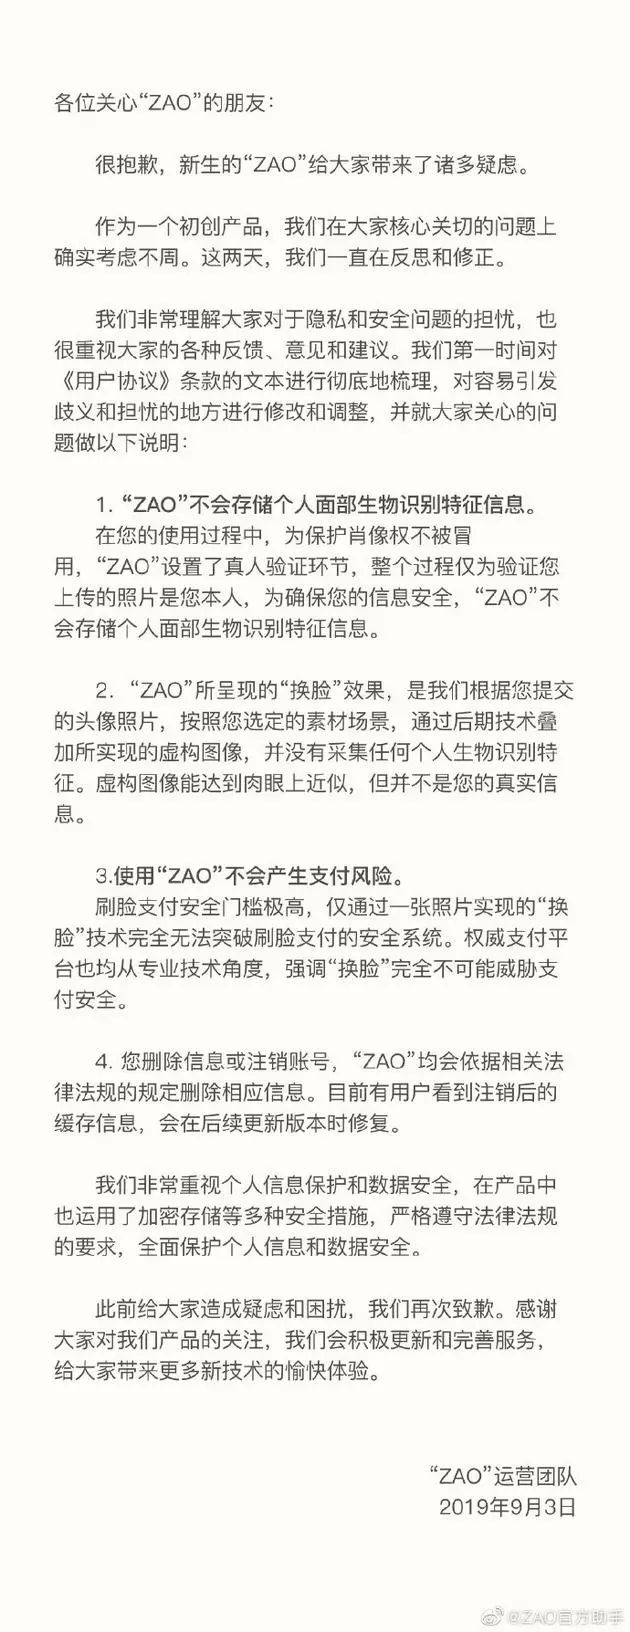 各位关心“ZAO”的朋友：
很抱歉，新生的“ZAO”给大家带来了诸多疑虑。
作为一个初创产品，我们在大家核心关切的问题上
确实考虑不周。这两天，我们一直在反思和修正。
我们非常理解大家对于隐私和安全问题的担忧，也
很重视大家的各种反馈、意见和建议。我们第一时间对
《用户协议》条款的文本进行彻底地梳理，对容易引发
歧义和担忧的地方进行修改和调整，并就大家关心的问
题做以下说明：
1. “ZAO”不会存储个人面部生物识别特征信息。
在您的使用过程中，为保护肖像权不被冒
用，“ZAO”设置了真人验证环节，整个过程仅为验证您
上传的照片是您本人，为确保您的信息安全，“ZAO”不
会存储个人面部生物识别特征信息。
2. “ZAO”所呈现的“换脸”效果，是我们根据您提交
的头像照片，按照您选定的素材场景，通过后期技术叠
加所实现的虚构图像，并没有采集任何个人生物识别特
征。虚构图像能达到肉眼上近似，但并不是您的真实信
息。
3.使用“ZAO”不会产生支付风险。
刷脸支付安全门槛极高，仅通过一张照片实现的“换
脸”技术完全无法突破刷脸支付的安全系统。权威支付平
台也均从专业技术角度，强调“换脸”完全不可能威胁支
付安全。
4. 您删除信息或注销账号，“ZAO”均会依据相关法
律法规的规定删除相应信息。目前有用户看到注销后的
缓存信息，会在后续更新版本时修复。
我们非常重视个人信息保护和数据安全，在产品中
也运用了加密存储等多种安全措施，严格遵守法律法规
的要求，全面保护个人信息和数据安全。
此前给大家造成疑虑和困扰，我们再次致歉。感谢
大家对我们产品的关注，我们会积极更新和完善服务，
给大家带来更多新技术的愉快体验。
“ZAO”运营团队
2019年9月3日
@ZAO官方助手